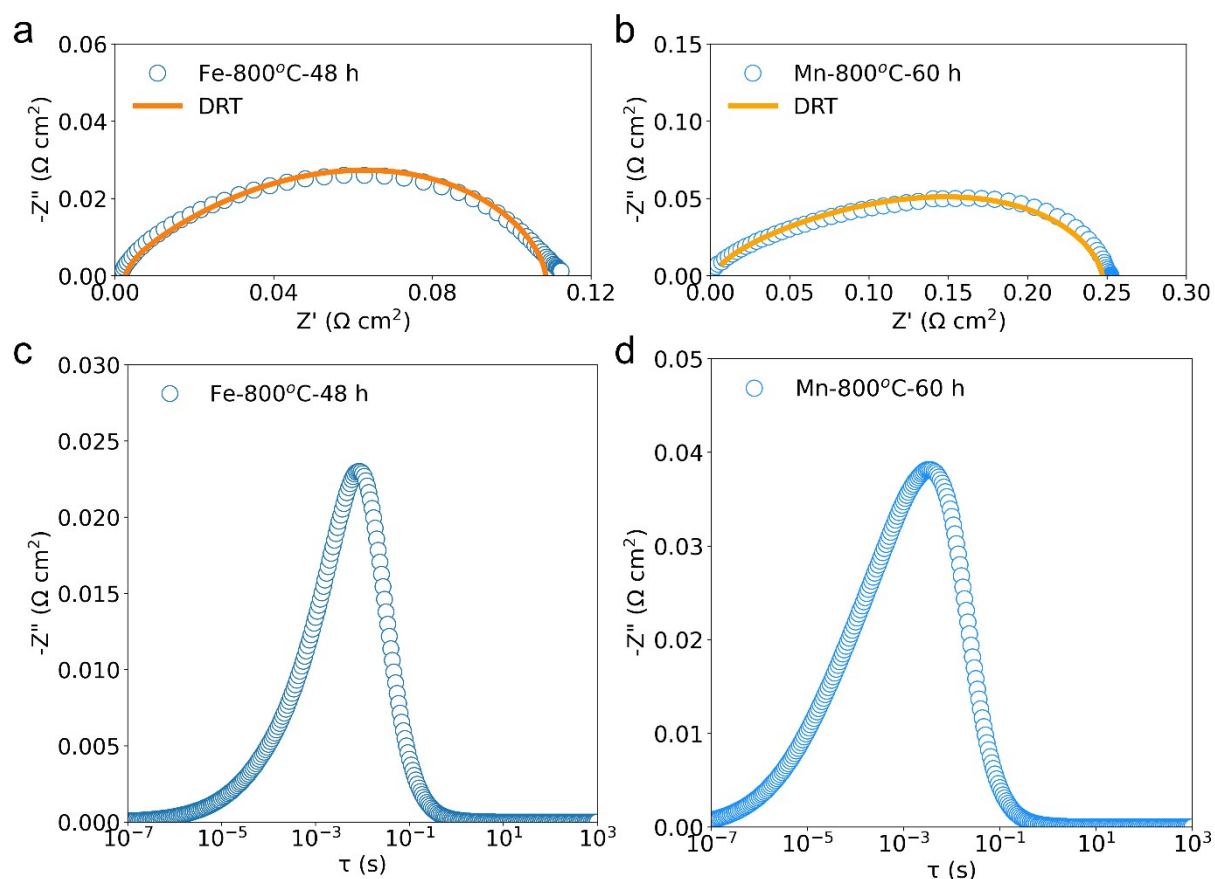 a
0.06
0.04
0.02
0.00
-Z" (Ω cm²)
Fe-800°C-48 h
DRT
0.00 0.04 0.08 0.12
Z' (Ω cm²)
b
0.15
0.10
0.05
0.00
-Z" (Ω cm²)
Mn-800°C-60 h
DRT
0.00 0.05 0.10 0.15 0.20 0.25 0.30
Z' (Ω cm²)
c
0.030
0.025
0.020
0.015
0.010
0.005
0.000
-Z" (Ω cm²)
Fe-800°C-48 h
10⁻⁷ 10⁻⁵ 10⁻³ 10⁻¹ 10¹ 10³
τ (s)
d
0.05
0.04
0.03
0.02
0.01
0.00
-Z" (Ω cm²)
Mn-800°C-60 h
10⁻⁷ 10⁻⁵ 10⁻³ 10⁻¹ 10¹ 10³
τ (s)